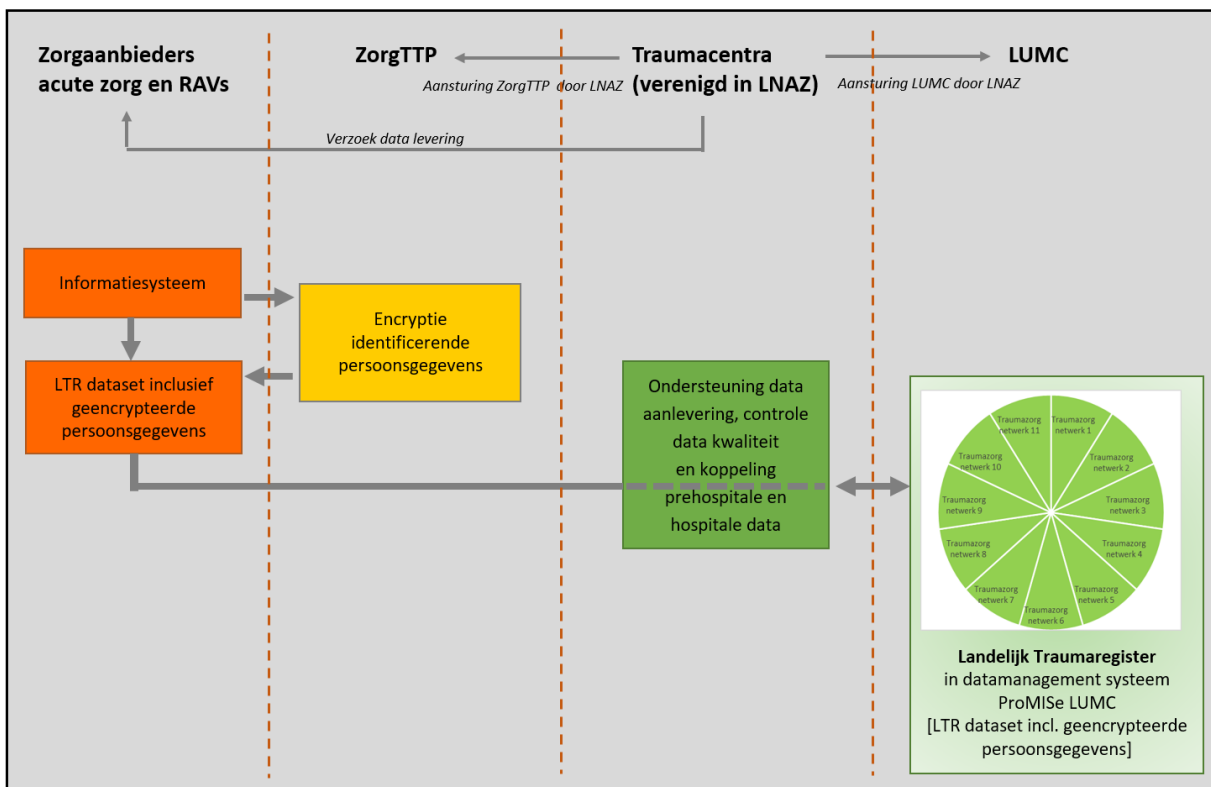 Zorgaanbieders
acute zorg en RAVs
ZorgTTP
Traumacentra
(verenigd in LNAZ)
LUMC
Aansturing ZorgTTP door LNAZ
Aansturing LUMC door LNAZ
Verzoek data levering
Informatiesysteem
Encryptie
identificerende
persoonsgegevens
LTR dataset inclusief
geencrypteerde
persoonsgegevens
Ondersteuning data
aanlevering, controle
data kwaliteit
en koppeling
prehospitale en
hospitale data
Traumazorg
netwerk 11
Traumazorg
netwerk 1
Traumazorg
netwerk 2
Traumazorg
netwerk 3
Traumazorg
netwerk 4
Traumazorg
netwerk 5
Traumazorg
netwerk 6
Traumazorg
netwerk 7
Traumazorg
netwerk 8
Traumazorg
netwerk 9
Traumazorg
netwerk 10
Landelijk Traumaregister
in datamanagement systeem
ProMISe LUMC
[LTR dataset incl. geencrypteerde
persoonsgegevens]